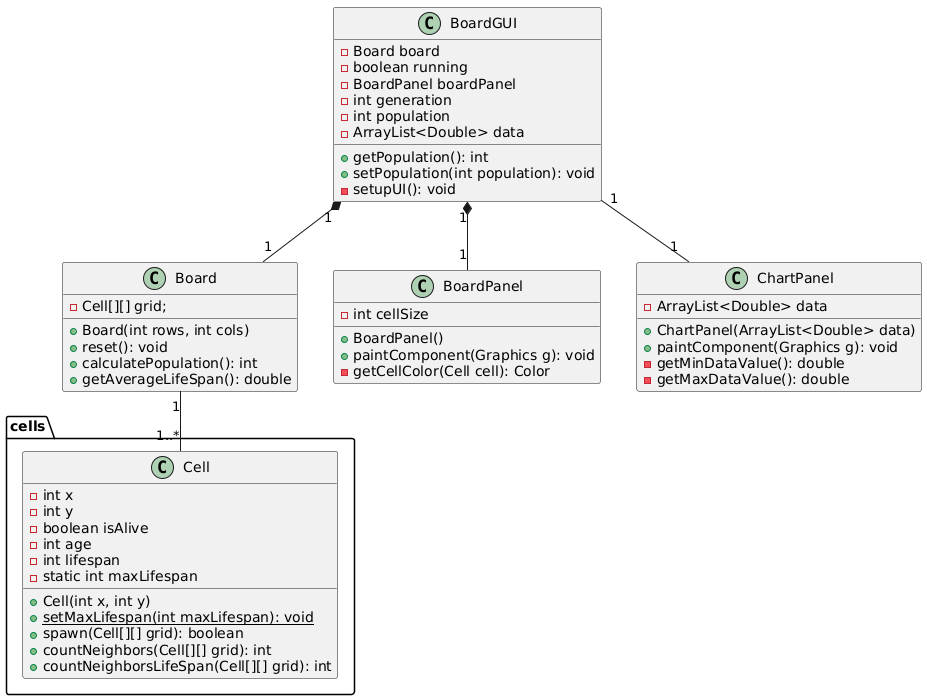 C BoardGUI
Board board
boolean running
BoardPanel boardPanel
int generation
int population
ArrayList<Double> data
getPopulation(): int
setPopulation(int population): void
setupUI(): void
1
1
1
1
1
1
C Board
Cell[][] grid;
Board(int rows, int cols)
reset(): void
calculatePopulation(): int
getAverageLifeSpan(): double
C BoardPanel
int cellSize
BoardPanel()
paintComponent(Graphics g): void
getCellColor(Cell cell): Color
C ChartPanel
ArrayList<Double> data
ChartPanel(ArrayList<Double> data)
paintComponent(Graphics g): void
getMinDataValue(): double
getMaxDataValue(): double
1
1..*
cells
C Cell
int x
int y
boolean isAlive
int age
int lifespan
static int maxLifespan
Cell(int x, int y)
setMaxLifespan(int maxLifespan): void
spawn(Cell[][] grid): boolean
countNeighbors(Cell[][] grid): int
countNeighborsLifeSpan(Cell[][] grid): int